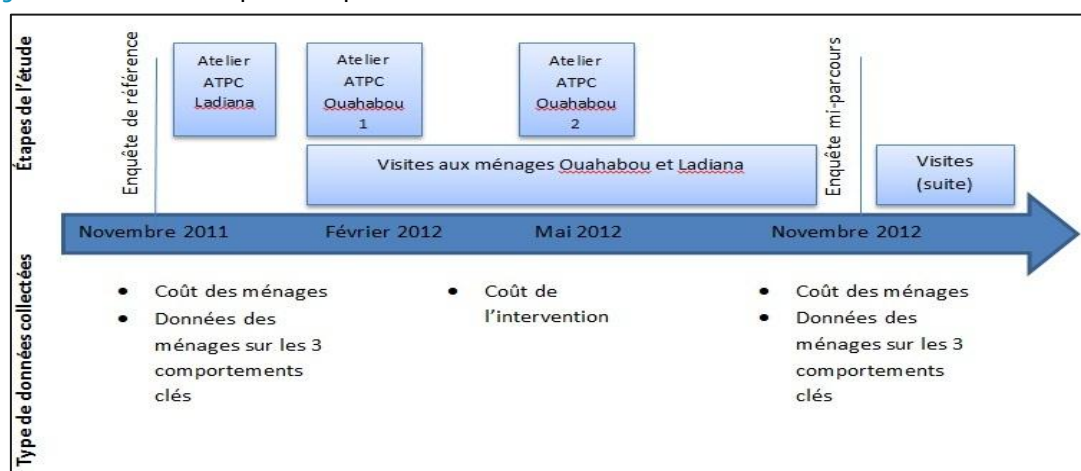 Étapes de l'étude
Enquête de référence
Atelier
ATPC
Ladiana
Atelier
ATPC
Ouahabou
1
Atelier
ATPC
Ouahabou
2
Visites aux ménages Ouahabou et Ladiana
Enquête mi-parcours
Visites
(suite)
Novembre 2011
Février 2012
Mai 2012
Novembre 2012
Type de données collectées
• Coût des ménages
• Données des
ménages sur les 3
comportements
clés
• Coût de
l'intervention
• Coût des ménages
• Données des
ménages sur les 3
comportements
clés